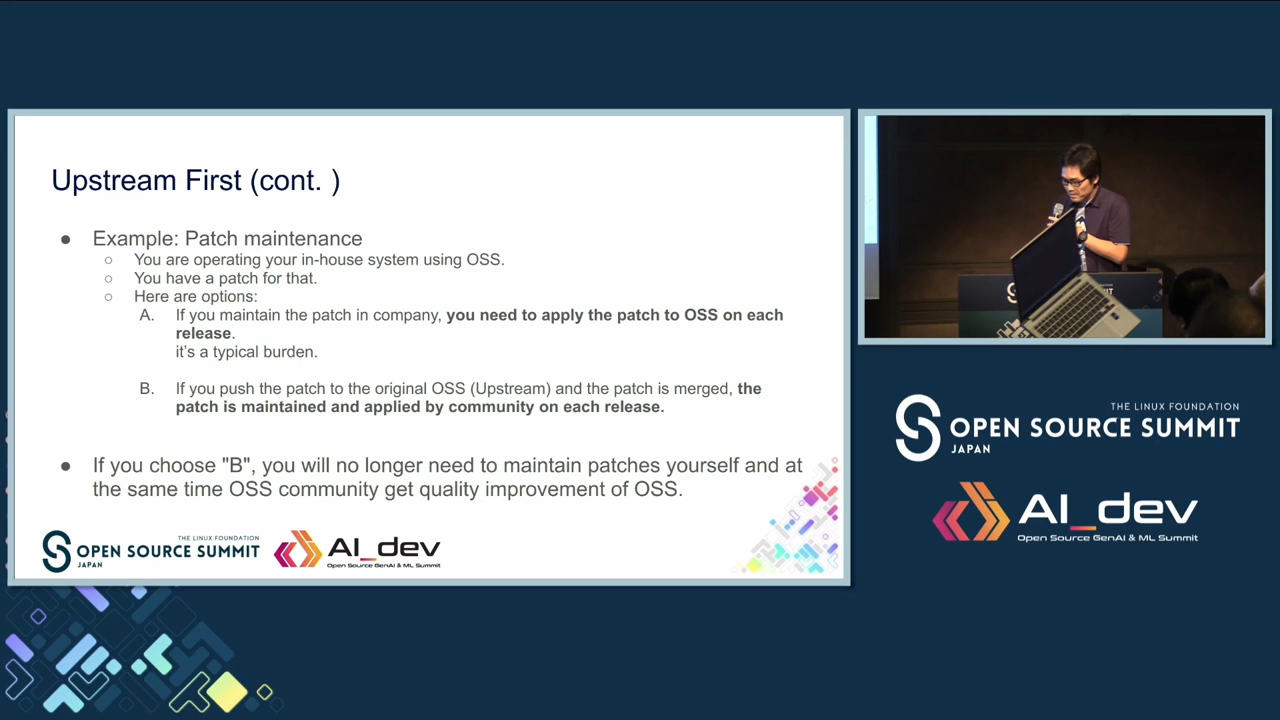 Upstream First (cont. )
● Example: Patch maintenance
○ You are operating your in-house system using OSS.
○ You have a patch for that.
○ Here are options:
A. If you maintain the patch in company, you need to apply the patch to OSS on each
release.
it’s a typical burden.
B. If you push the patch to the original OSS (Upstream) and the patch is merged, the
patch is maintained and applied by community on each release.
● If you choose "B", you will no longer need to maintain patches yourself and at
the same time OSS community get quality improvement of OSS.
THE LINUX FOUNDATION
OPEN SOURCE SUMMIT
JAPAN
AI_dev
Open Source GenAI & ML Summit
THE LINUX FOUNDATION
OPEN SOURCE SUMMIT
JAPAN
AI_dev
Open Source GenAI & ML Summit